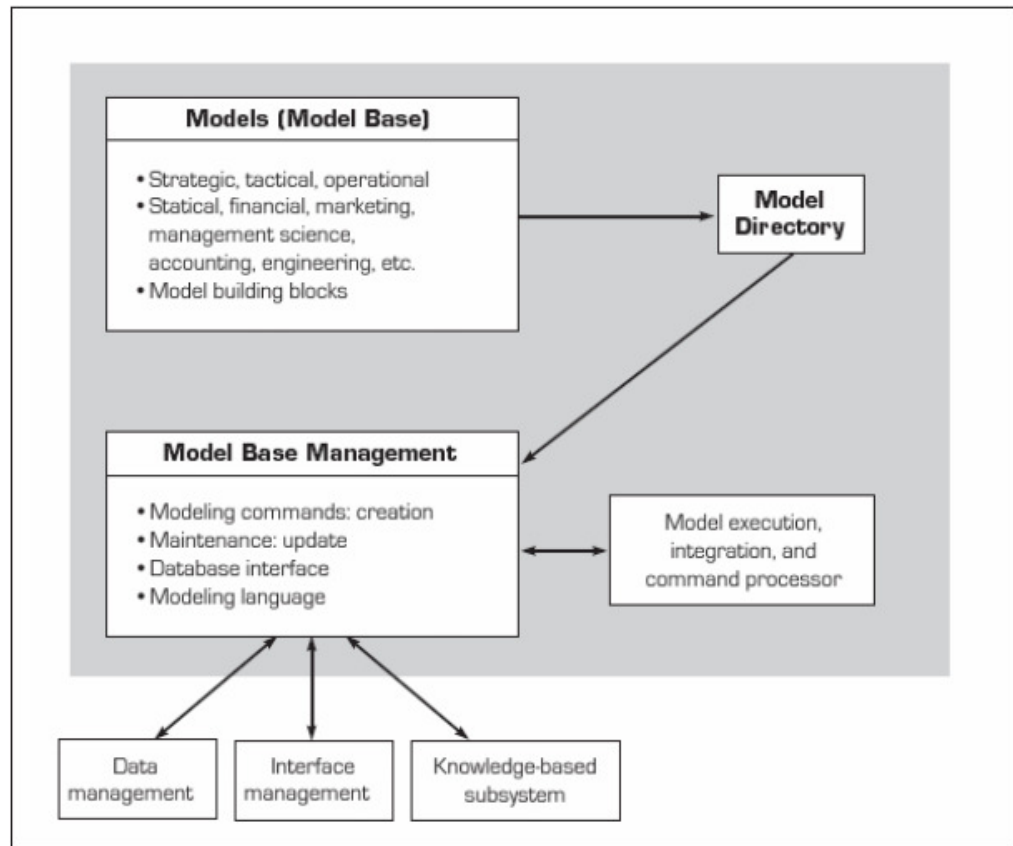 Models (Model Base)
• Strategic, tactical, operational
• Statical, financial, marketing,
management science,
accounting, engineering, etc.
• Model building blocks
Model
Directory
Model Base Management
• Modeling commands: creation
• Maintenance: update
• Database interface
• Modeling language
Model execution,
integration, and
command processor
Data
management
Interface
management
Knowledge-based
subsystem